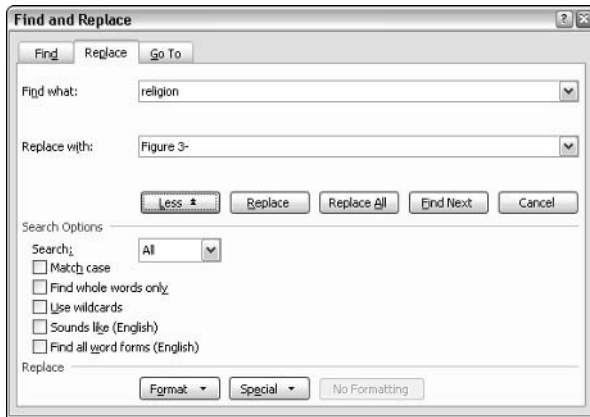 Find and Replace
Find Replace Go To
Find what: religion
Replace with: Figure 3-
Less Replace Replace All Find Next Cancel
Search Options
Search: All
Match case
Find whole words only
Use wildcards
Sounds like (English)
Find all word forms (English)
Replace
Format Special No Formatting